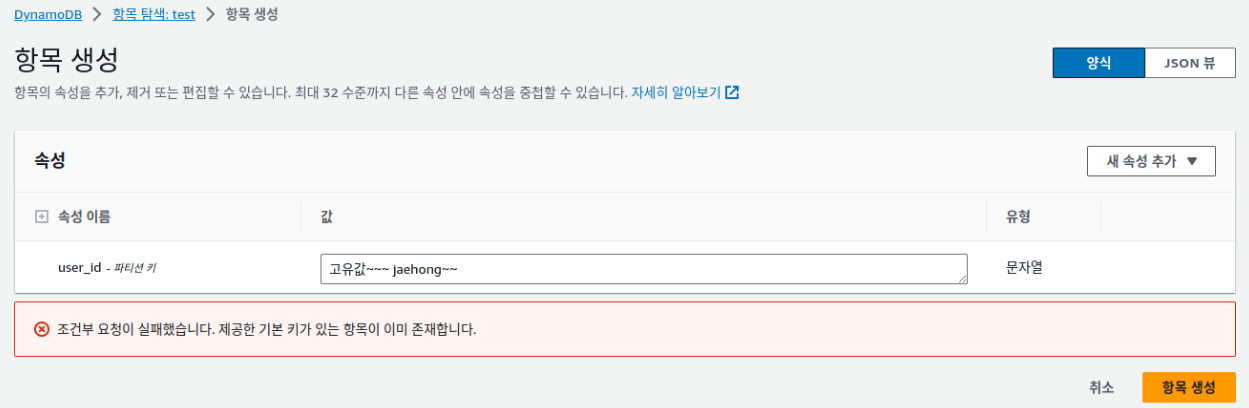 DynamoDB > 항목 탐색: test > 항목 생성
항목 생성
양식 JSON 뷰
항목의 속성을 추가, 제거 또는 편집할 수 있습니다. 최대 32 수준까지 다른 속성 안에 속성을 중첩할 수 있습니다. 자세히 알아보기
속성
새 속성 추가 ▼
속성 이름 값 유형
user_id - 파티션 키 고유값~~~ jaehong~~ 문자열
조건부 요청이 실패했습니다. 제공한 기본 키가 있는 항목이 이미 존재합니다.
취소 항목 생성